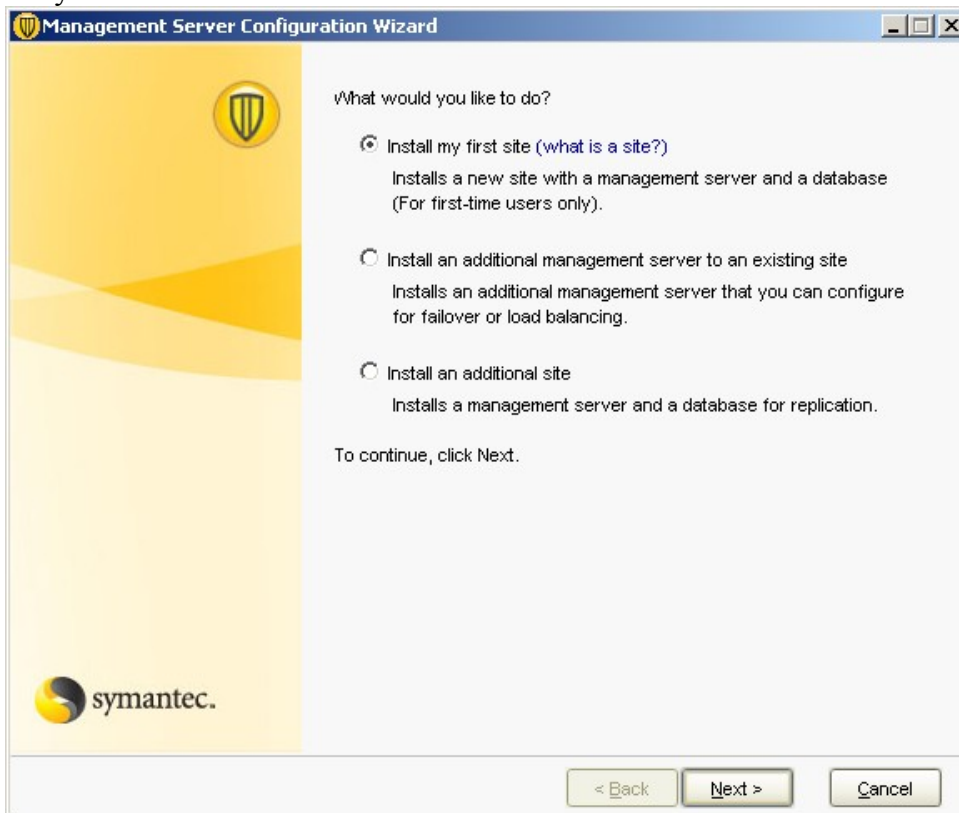 Management Server Configuration Wizard
What would you like to do?
Install my first site (what is a site?)
Installs a new site with a management server and a database
(For first-time users only).
Install an additional management server to an existing site
Installs an additional management server that you can configure
for failover or load balancing.
Install an additional site
Installs a management server and a database for replication.
To continue, click Next.
symantec.
< Back
Next >
Cancel